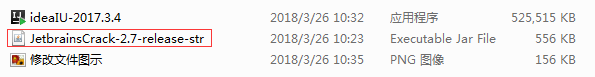 ideaIU-2017.3.4 2018/3/26 10:32 应用程序 525,515 KB
JetbrainsCrack-2.7-release-str 2018/3/26 10:23 Executable Jar File 556 KB
修改文件图示 2018/3/26 10:35 PNG 图像 166 KB